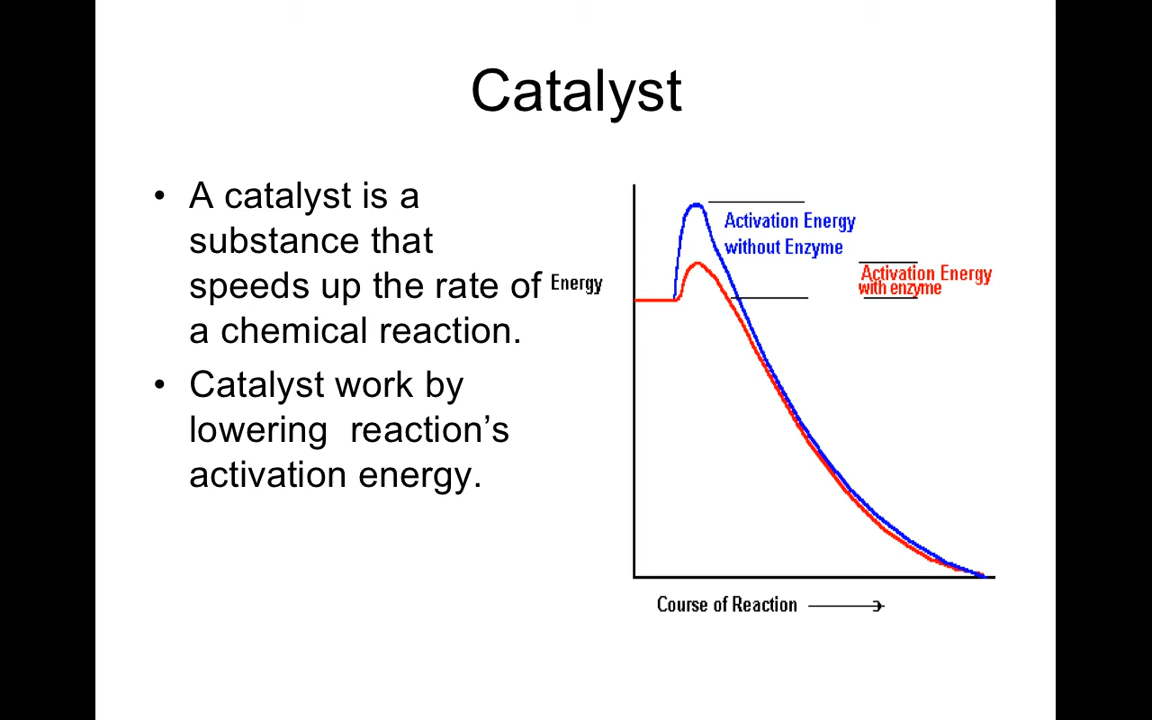 Catalyst
• A catalyst is a
substance that
speeds up the rate of
a chemical reaction.
• Catalyst work by
lowering  reaction’s
activation energy.
Energy
Activation Energy
without Enzyme
Activation Energy
with enzyme
Course of Reaction